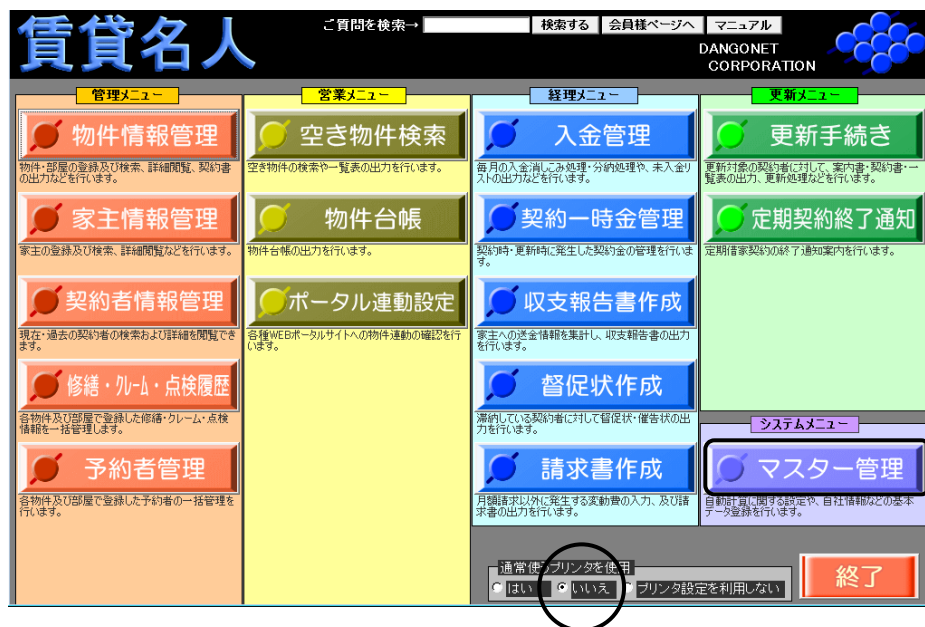 賃貸名人
ご質問を検索→ 検索する 会員様ページへ マニュアル
DANGONET
CORPORATION
管理メニュー
物件情報管理
物件・部屋の登録及び検索、詳細閲覧、契約書
の出力などを行います。
家主情報管理
家主の登録及び検索、詳細閲覧などを行います。
契約者情報管理
現在・過去の契約者の検索および詳細を閲覧でき
ます。
修繕・クレーム・点検履歴
各物件及び部屋で登録した修繕・クレーム・点検
情報を一括管理します。
予約者管理
各物件及び部屋で登録した予約者の一括管理を
行います。
営業メニュー
空き物件検索
空き物件の検索や一覧表の出力を行います。
物件台帳
物件台帳の出力を行います。
ポータル連動設定
各種WEBポータルサイトへの物件連動の確認を行
います。
経理メニュー
入金管理
毎月の入金消しこみ処理・分納処理や、未入金リ
ストの出力などを行います。
契約一時金管理
契約時・更新時に発生した契約金の管理を行いま
す。
収支報告書作成
家主への送金情報を集計し、収支報告書の出力
を行います。
督促状作成
滞納している契約者に対して督促状・催告状の出
力を行います。
請求書作成
月額請求以外に発生する変動費の入力、及び請
求書の出力を行います。
更新メニュー
更新手続き
更新対象の契約者に対して、案内書・契約書・一
覧表の出力、更新処理などを行います。
定期契約終了通知
定期借家契約の終了通知案内を行います。
システムメニュー
マスター管理
自動計算に関する設定や、自社情報などの基本
データ登録を行います。
通常使うプリンタを使用
はい いいえ プリンタ設定を利用しない
終了